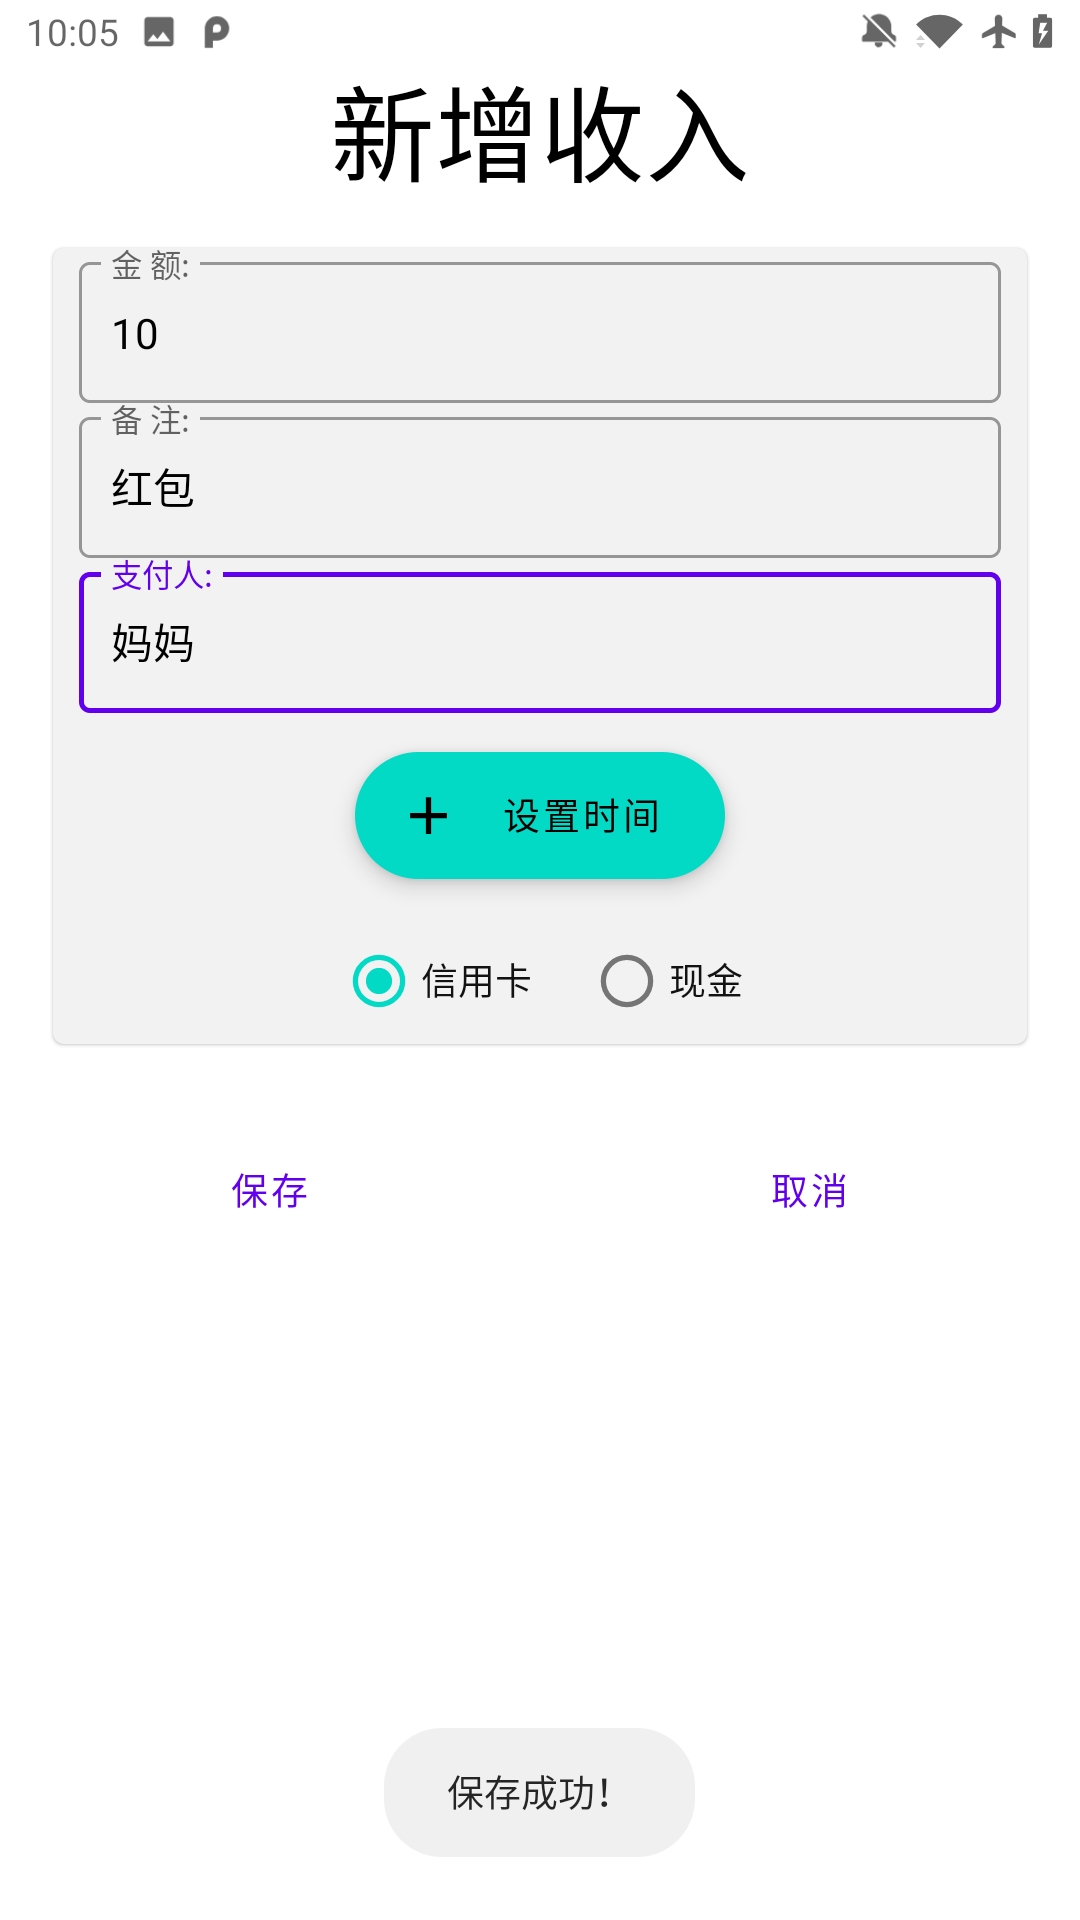 10:05
新增收入
金 额:
10
备 注:
红包
支付人:
妈妈
设置时间
信用卡 现金
保存 取消
保存成功！